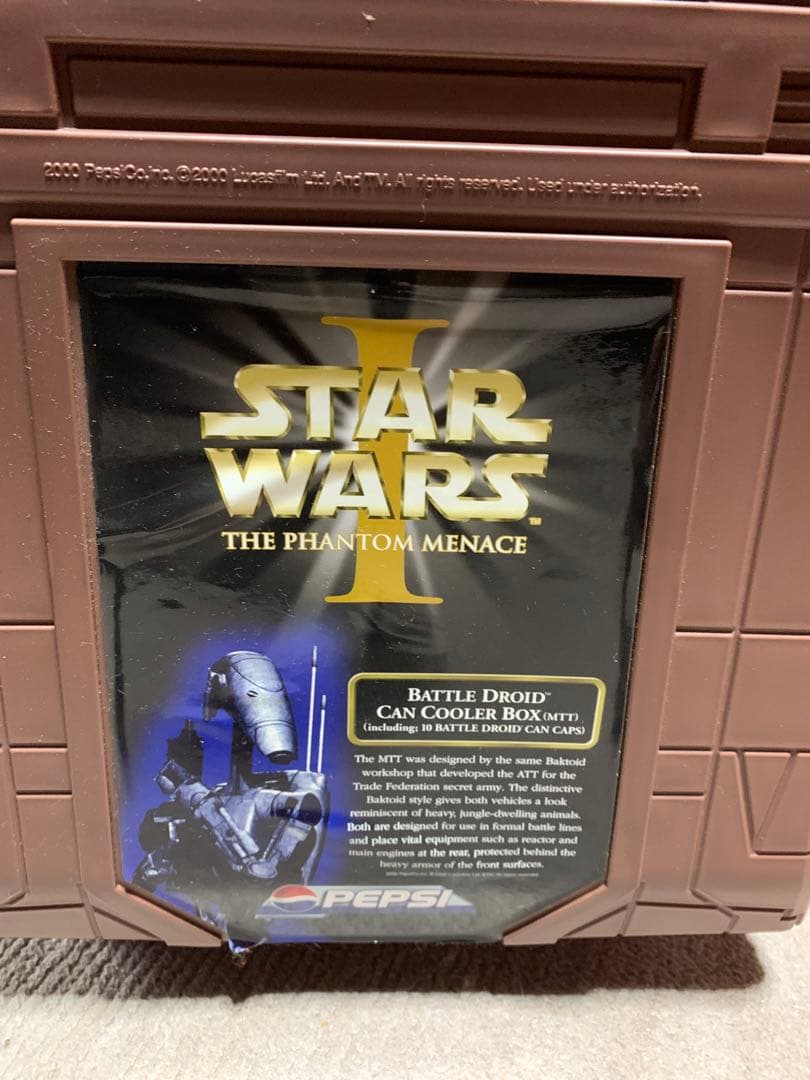 2000 PepsiCo, Inc. © 2000 Lucasfilm Ltd. And TM. All rights reserved. Used under authorization.
I
STAR
WARS
TM
THE PHANTOM MENACE
BATTLE DROID™
CAN COOLER BOX (MTT)
(including: 10 BATTLE DROID CAN CAPS)
The MTT was designed by the same Baktoid
workshop that developed the ATT for the
Trade Federation secret army. The distinctive
Baktoid style gives both vehicles a look
reminiscent of heavy, jungle-dwelling animals.
Both are designed for use in formal battle lines
and place vital equipment such as reactor and
main engines at the rear, protected behind the
heavy armor of the front surfaces.
PEPSI